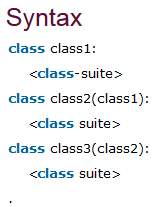 Syntax
class class1:
<class-suite>
class class2(class1):
<class suite>
class class3(class2):
<class suite>
.